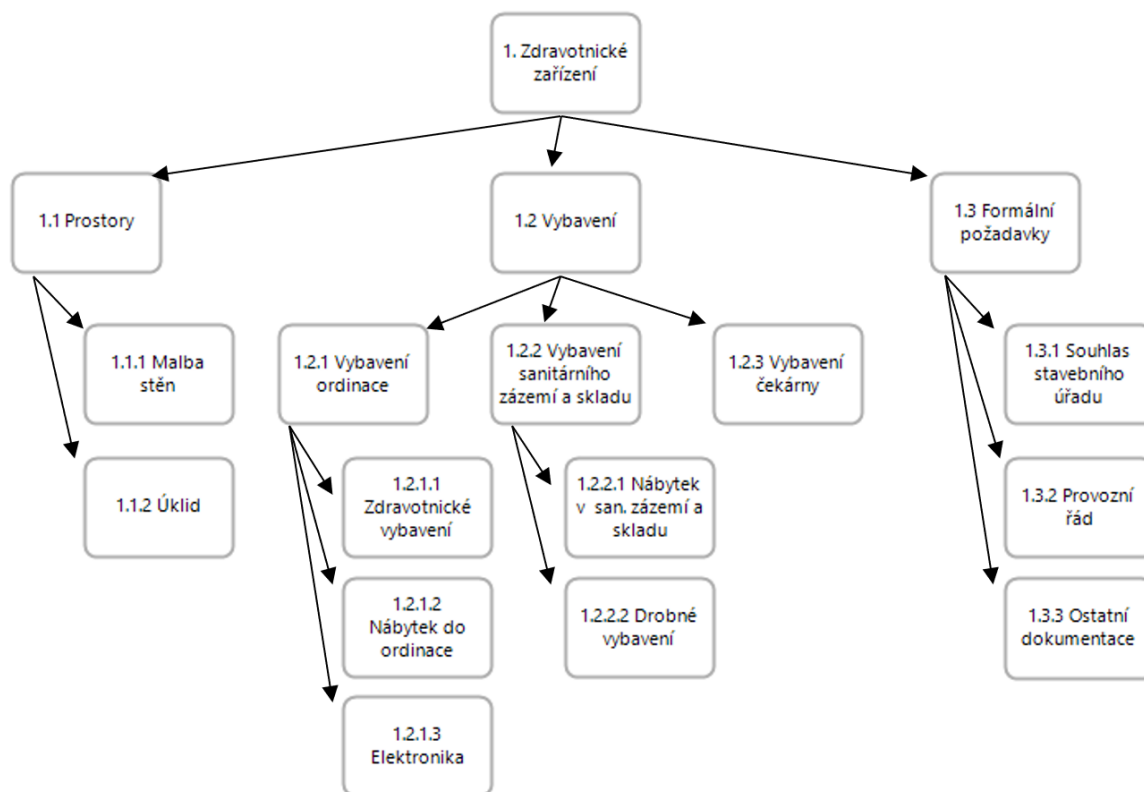 1. Zdravotnické
zařízení
1.1 Prostory
1.2 Vybavení
1.3 Formální
požadavky
1.1.1 Malba
stěn
1.2.1 Vybavení
ordinace
1.2.2 Vybavení
sanitárního
zázemí a skladu
1.2.3 Vybavení
čekárny
1.3.1 Souhlas
stavebního
úřadu
1.1.2 Úklid
1.2.1.1
Zdravotnické
vybavení
1.2.2.1 Nábytek
v san. zázemí a
skladu
1.3.2 Provozní
řád
1.2.1.2
Nábytek do
ordinace
1.2.2.2 Drobné
vybavení
1.3.3 Ostatní
dokumentace
1.2.1.3
Elektronika